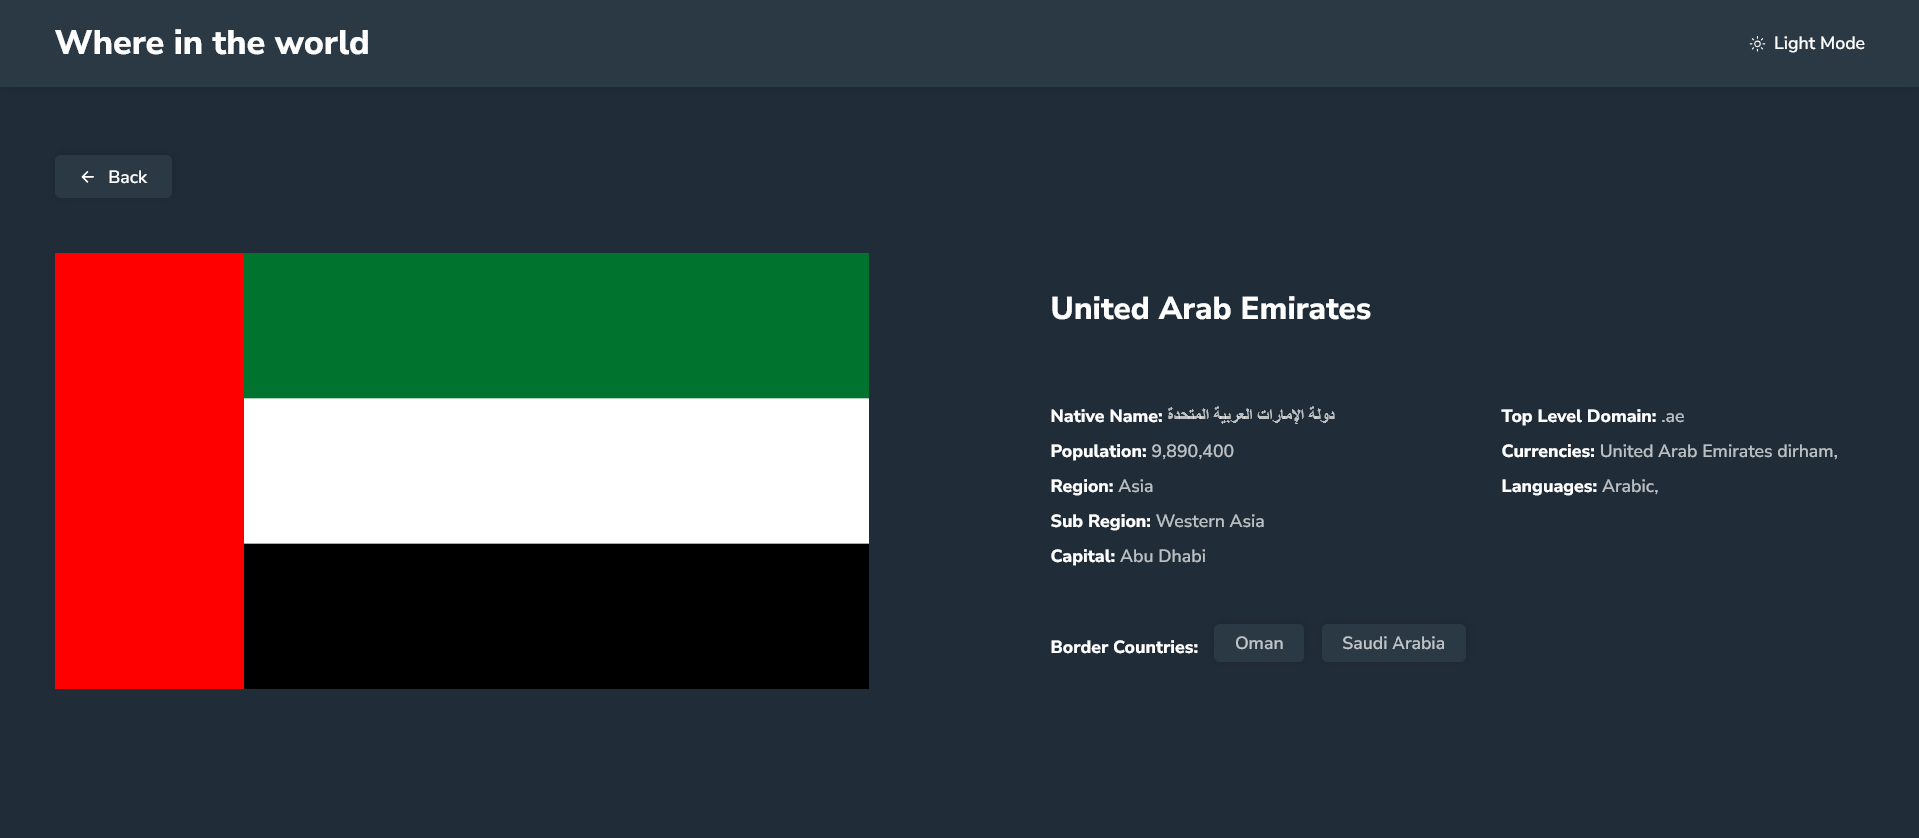 Where in the world
Light Mode
Back
United Arab Emirates
Native Name: دولة الإمارات العربية المتحدة
Population: 9,890,400
Region: Asia
Sub Region: Western Asia
Capital: Abu Dhabi
Top Level Domain: .ae
Currencies: United Arab Emirates dirham,
Languages: Arabic,
Border Countries: Oman Saudi Arabia